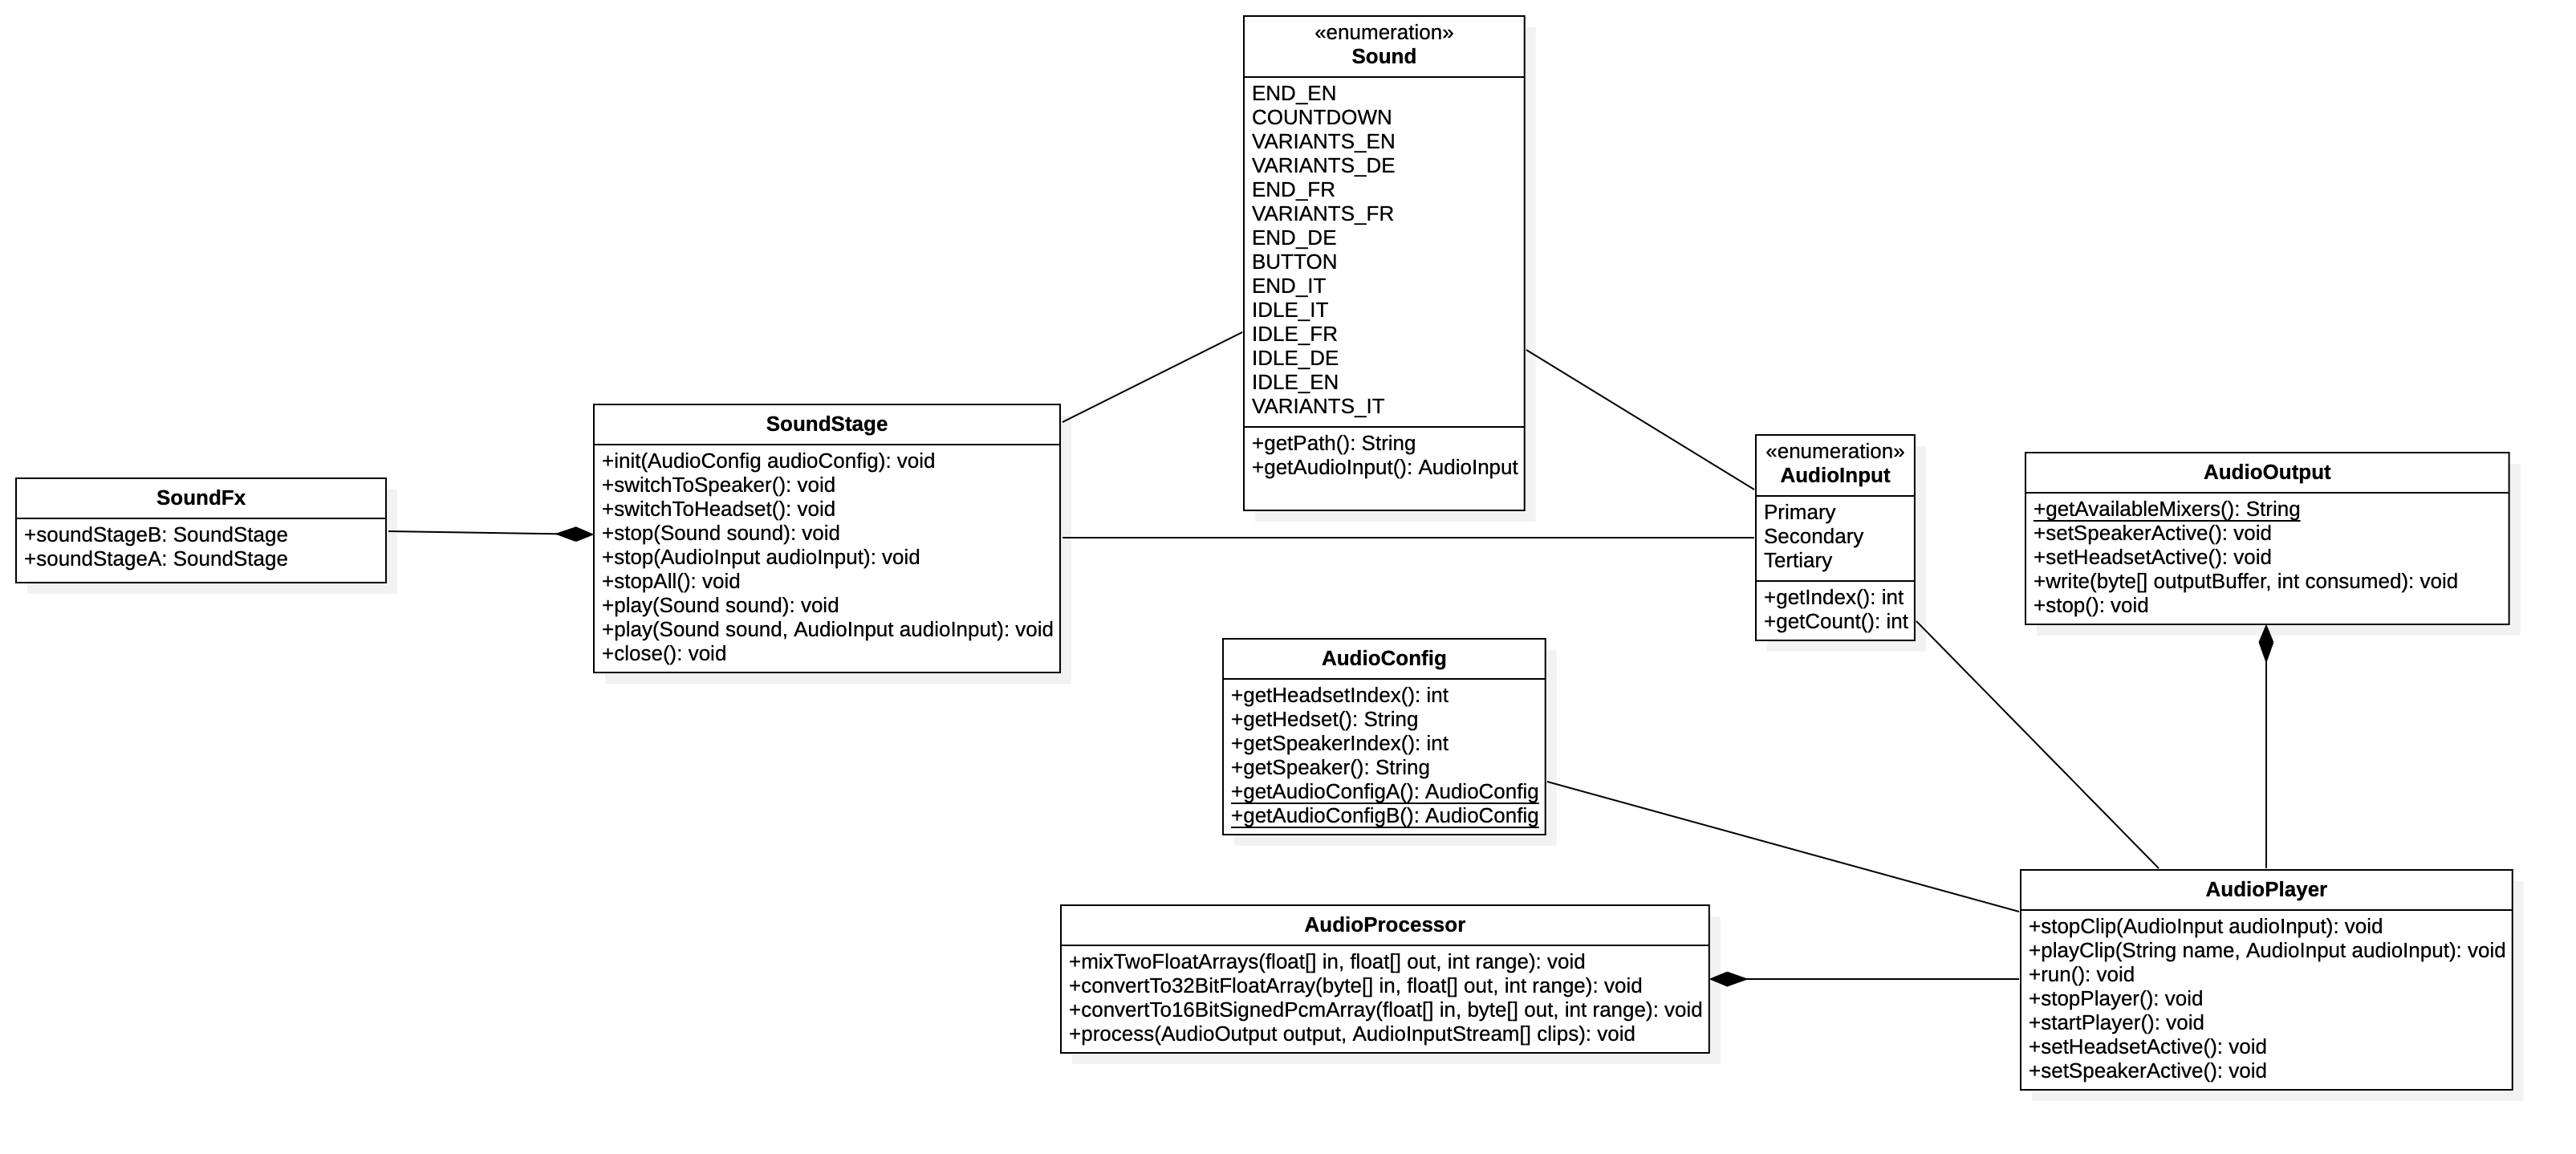 «enumeration»
Sound
END_EN
COUNTDOWN
VARIANTS_EN
VARIANTS_DE
END_FR
VARIANTS_FR
END_DE
BUTTON
END_IT
IDLE_IT
IDLE_FR
IDLE_DE
IDLE_EN
VARIANTS_IT
+getPath(): String
+getAudioInput(): AudioInput
SoundStage
+init(AudioConfig audioConfig): void
+switchToSpeaker(): void
+switchToHeadset(): void
+stop(Sound sound): void
+stop(AudioInput audioInput): void
+stopAll(): void
+play(Sound sound): void
+play(Sound sound, AudioInput audioInput): void
+close(): void
SoundFx
+soundStageB: SoundStage
+soundStageA: SoundStage
«enumeration»
AudioInput
Primary
Secondary
Tertiary
+getIndex(): int
+getCount(): int
AudioOutput
+getAvailableMixers(): String
+setSpeakerActive(): void
+setHeadsetActive(): void
+write(byte[] outputBuffer, int consumed): void
+stop(): void
AudioConfig
+getHeadsetIndex(): int
+getHedset(): String
+getSpeakerIndex(): int
+getSpeaker(): String
+getAudioConfigA(): AudioConfig
+getAudioConfigB(): AudioConfig
AudioProcessor
+mixTwoFloatArrays(float[] in, float[] out, int range): void
+convertTo32BitFloatArray(byte[] in, float[] out, int range): void
+convertTo16BitSignedPcmArray(float[] in, byte[] out, int range): void
+process(AudioOutput output, AudioInputStream[] clips): void
AudioPlayer
+stopClip(AudioInput audioInput): void
+playClip(String name, AudioInput audioInput): void
+run(): void
+stopPlayer(): void
+startPlayer(): void
+setHeadsetActive(): void
+setSpeakerActive(): void